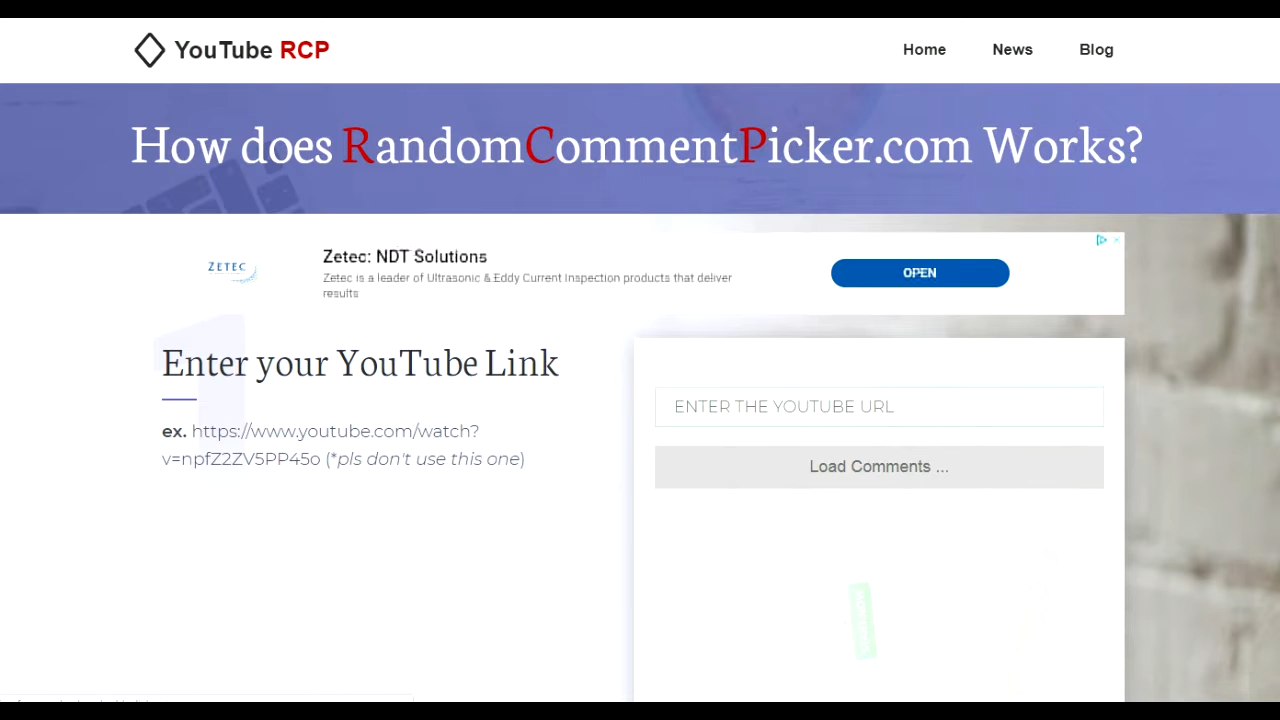 YouTube RCP
Home News Blog
How does RandomCommentPicker.com Works?
ZETEC
Zetec: NDT Solutions
Zetec is a leader of Ultrasonic & Eddy Current Inspection products that deliver
results
OPEN
1
Enter your YouTube Link
ex. https://www.youtube.com/watch?
v=npfZ2ZV5PP45o (*pls don't use this one)
ENTER THE YOUTUBE URL
Load Comments ...